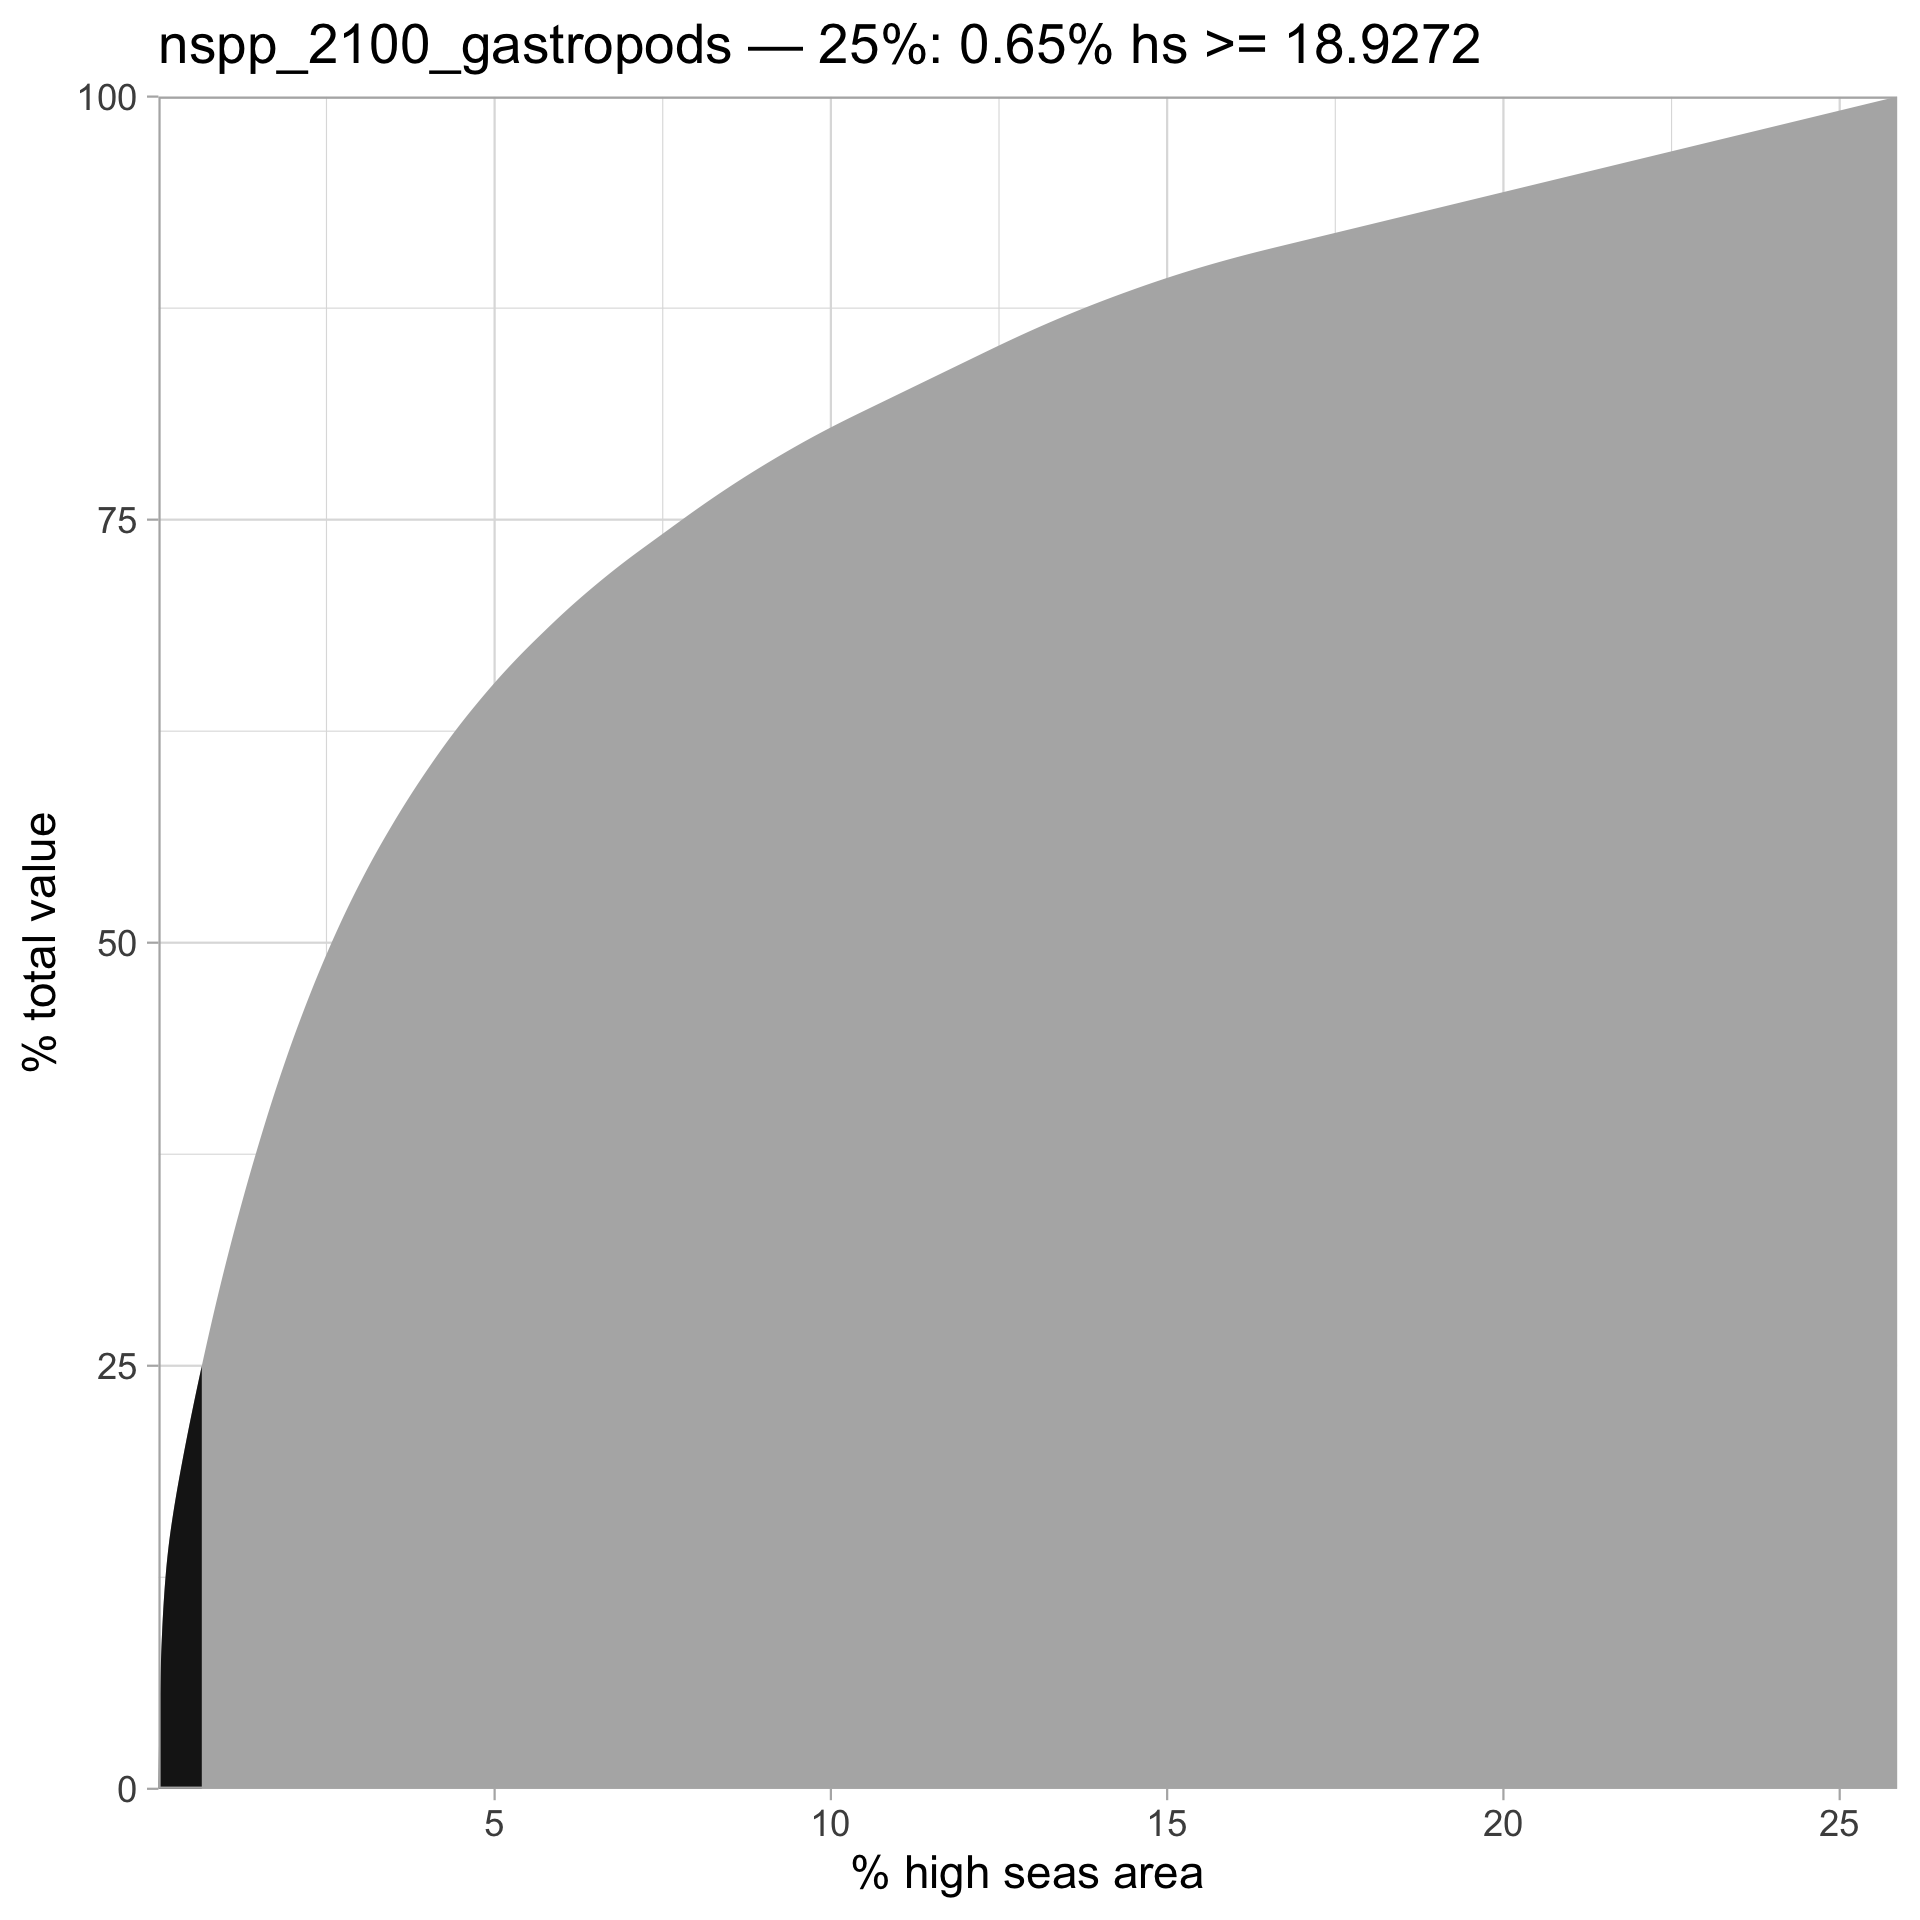 nspp_2100_gastropods — 25%: 0.65% hs >= 18.9272
100
75
50
25
0
% total value
5 10 15 20 25
% high seas area